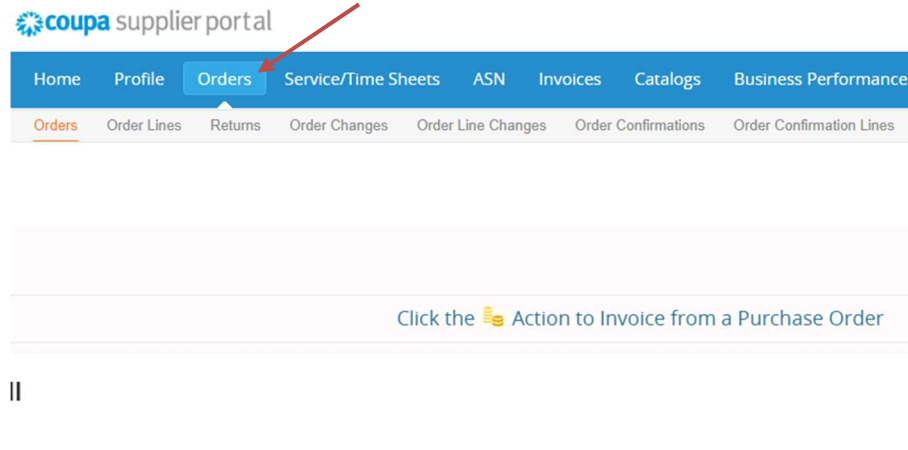 coupa supplier portal
Home Profile Orders Service/Time Sheets ASN Invoices Catalogs Business Performance
Orders Order Lines Returns Order Changes Order Line Changes Order Confirmations Order Confirmation Lines
Click the Action to Invoice from a Purchase Order